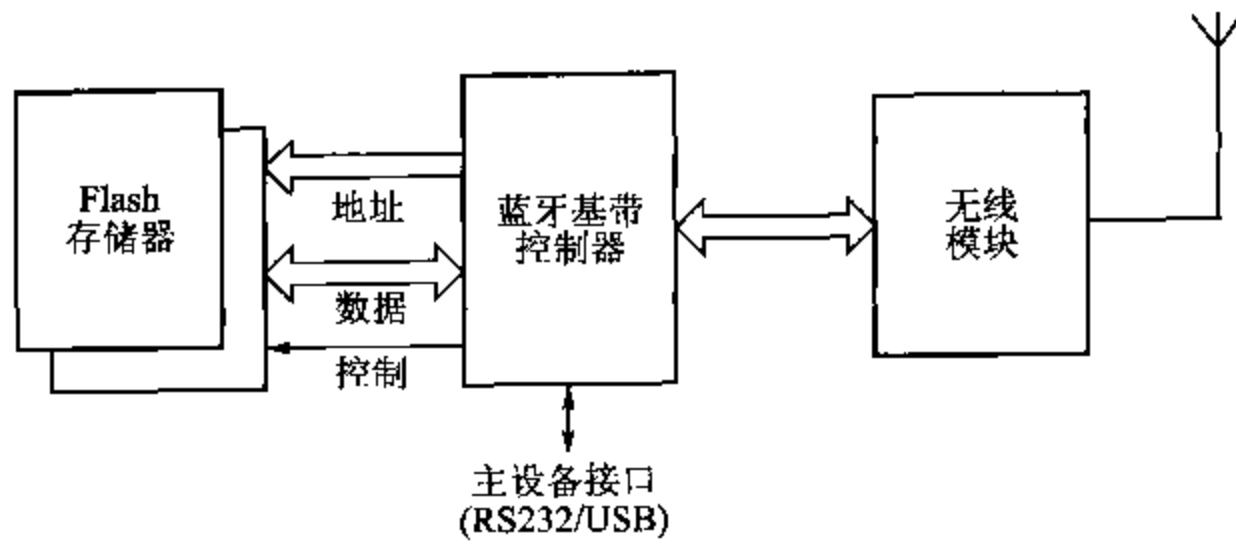 Flash
存储器
地址
数据
控制
蓝牙基带
控制器
主设备接口
(RS232/USB)
无线
模块